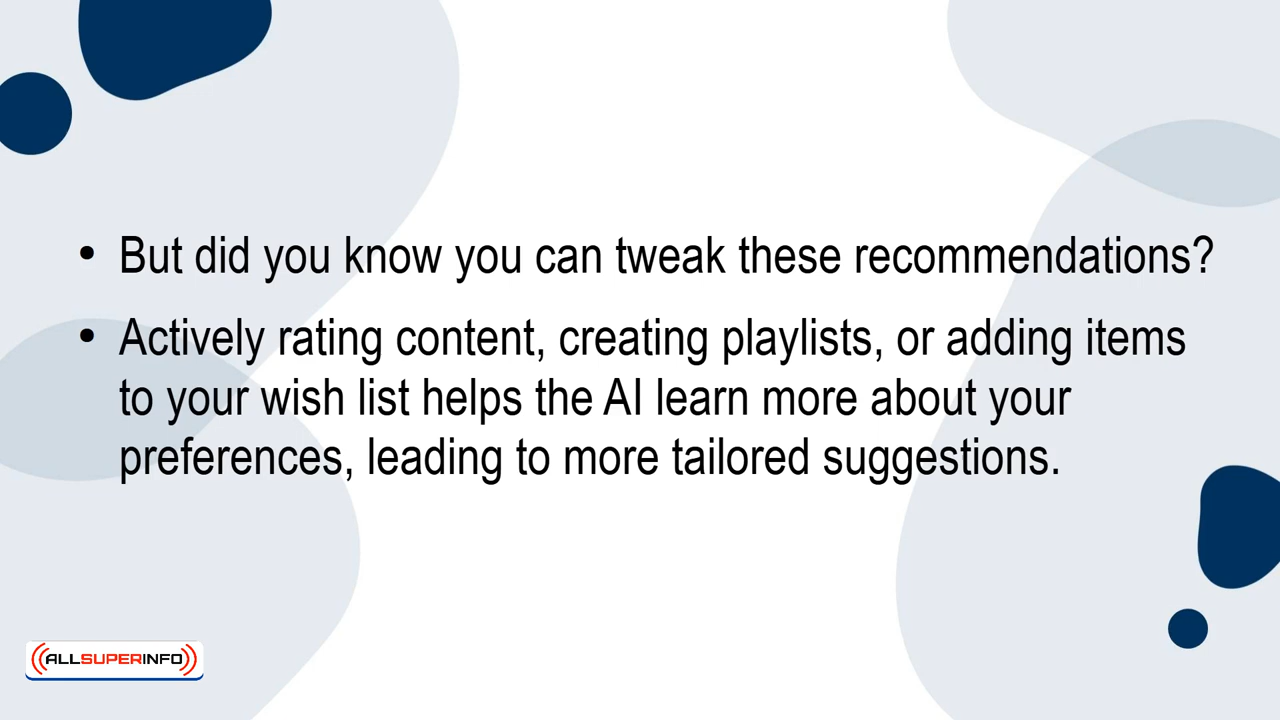 • But did you know you can tweak these recommendations?
• Actively rating content, creating playlists, or adding items
to your wish list helps the AI learn more about your
preferences, leading to more tailored suggestions.
ALLSUPERINFO